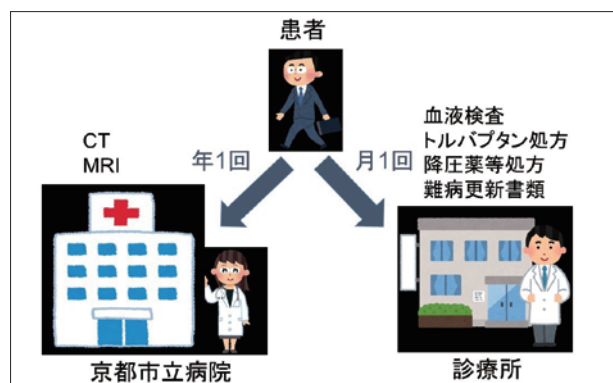 患者
CT
MRI
年1回
月1回
血液検査
トルバプタン処方
降圧薬等処方
難病更新書類
京都市立病院
診療所